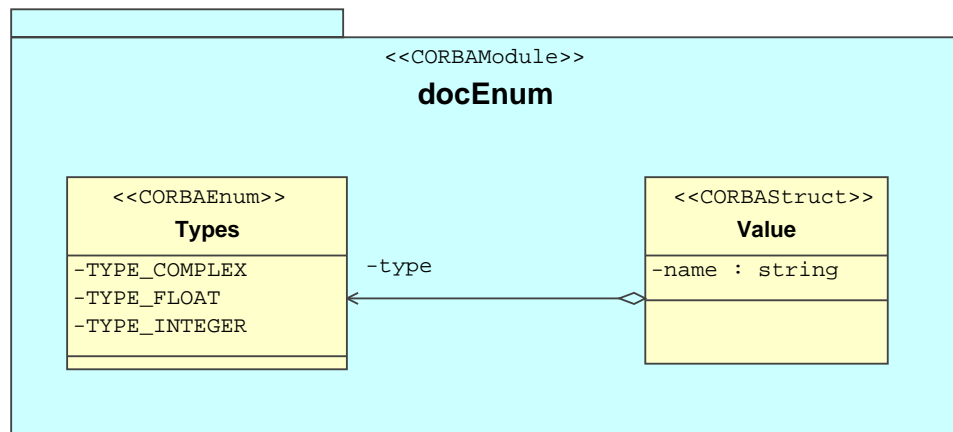 <<CORBAModule>>
docEnum
<<CORBAEnum>>
Types
-TYPE_COMPLEX
-TYPE_FLOAT
-TYPE_INTEGER
-type
<<CORBAStruct>>
Value
-name : string